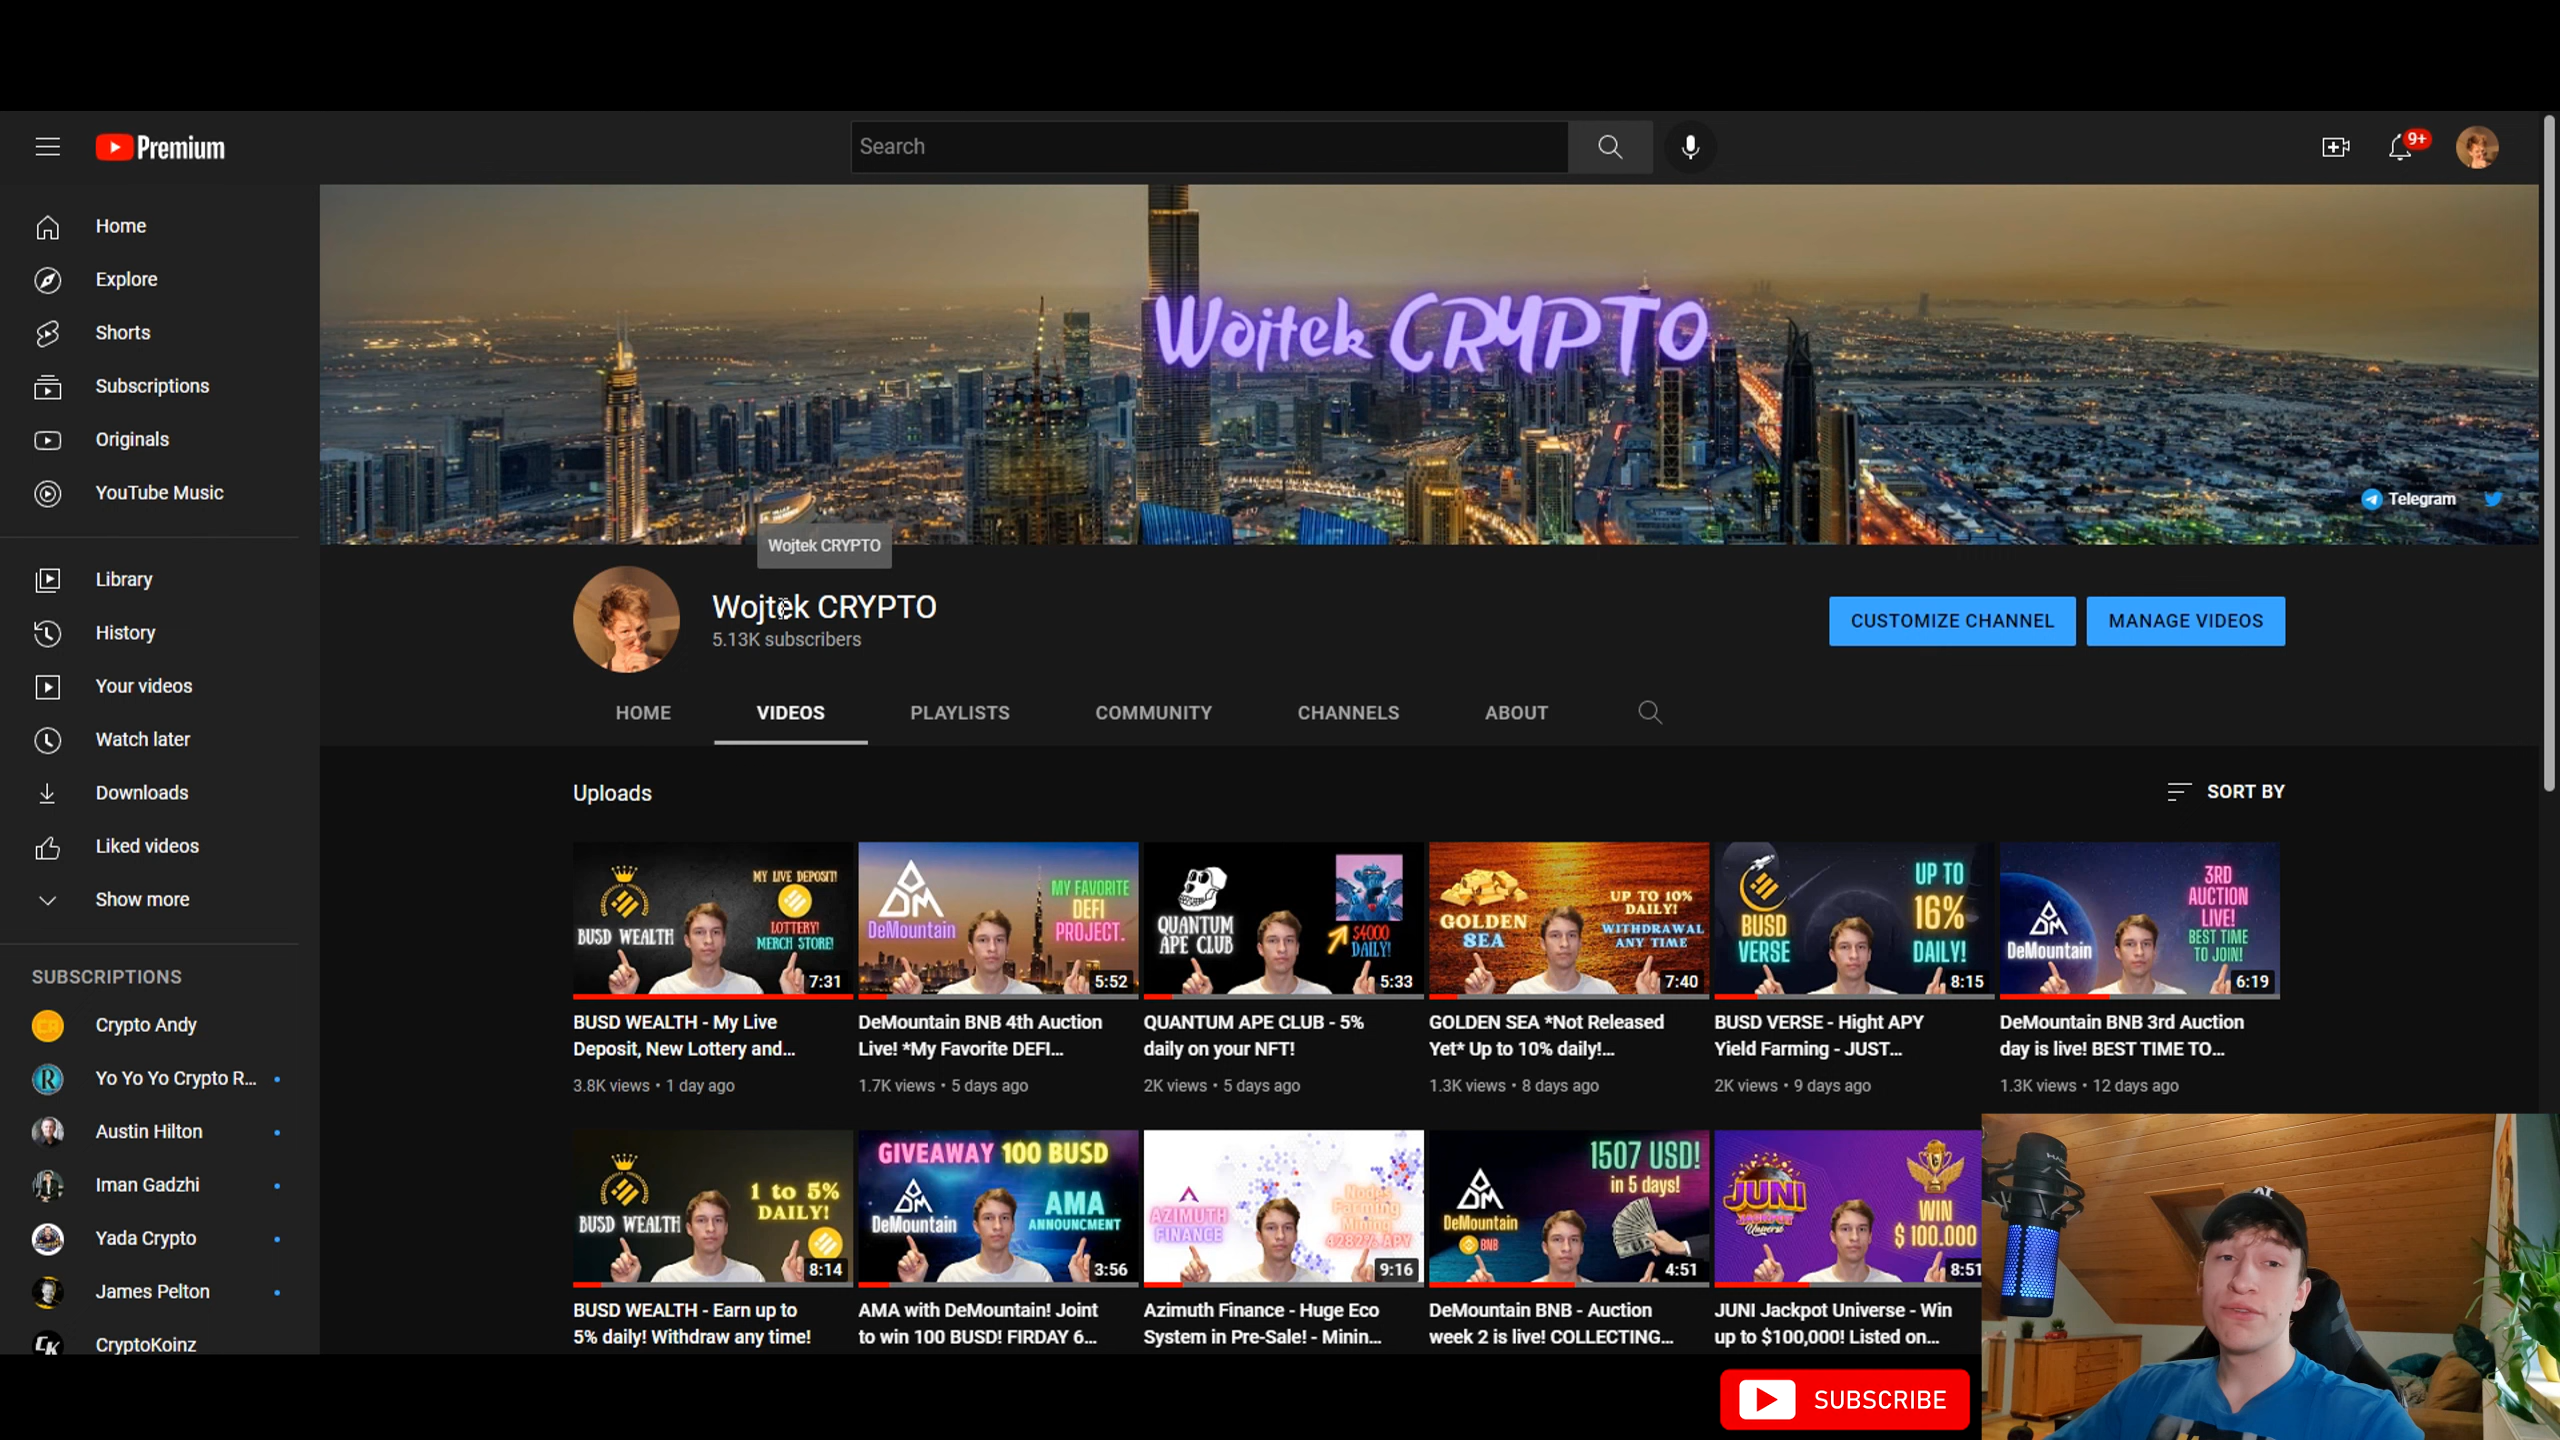 Premium
Search
9+
Home
Explore
Shorts
Subscriptions
Originals
YouTube Music
Library
History
Your videos
Watch later
Downloads
Liked videos
Show more
SUBSCRIPTIONS
Crypto Andy
Yo Yo Yo Crypto R...
Austin Hilton
Iman Gadzhi
Yada Crypto
James Pelton
CryptoKoinz
Wojtek CRYPTO
Telegram
Wojtek CRYPTO
Wojtek CRYPTO
5.13K subscribers
CUSTOMIZE CHANNEL
MANAGE VIDEOS
HOME
VIDEOS
PLAYLISTS
COMMUNITY
CHANNELS
ABOUT
Uploads
SORT BY
BUSD WEALTH
MY LIVE DEPOSIT!
LOTTERY!
MERCH STORE!
7:31
BUSD WEALTH - My Live
Deposit, New Lottery and...
3.8K views • 1 day ago
DeMountain
MY FAVORITE
DEFI
PROJECT.
5:52
DeMountain BNB 4th Auction
Live! *My Favorite DEFI...
1.7K views • 5 days ago
QUANTUM
APE CLUB
$4000
DAILY!
5:33
QUANTUM APE CLUB - 5%
daily on your NFT!
2K views • 5 days ago
GOLDEN
SEA
UP TO 10%
DAILY!
WITHDRAWAL
ANY TIME
7:40
GOLDEN SEA *Not Released
Yet* Up to 10% daily!...
1.3K views • 8 days ago
BUSD
VERSE
UP TO
16%
DAILY!
8:15
BUSD VERSE - Hight APY
Yield Farming - JUST...
2K views • 9 days ago
DeMountain
3RD
AUCTION
LIVE!
BEST TIME
TO JOIN!
6:19
DeMountain BNB 3rd Auction
day is live! BEST TIME TO...
1.3K views • 12 days ago
BUSD WEALTH
1 to 5%
DAILY!
8:14
BUSD WEALTH - Earn up to
5% daily! Withdraw any time!
GIVEAWAY 100 BUSD
DeMountain
AMA
ANNOUNCMENT
3:56
AMA with DeMountain! Joint
to win 100 BUSD! FIRDAY 6...
AZIMUTH
FINANCE
Nodes
Farming
Mining
4282% APY
9:16
Azimuth Finance - Huge Eco
System in Pre-Sale! - Minin...
DeMountain
BNB
1507 USD!
in 5 days!
4:51
DeMountain BNB - Auction
week 2 is live! COLLECTING...
JUNI
JACKPOT
Universe
WIN
$ 100.000
8:51
JUNI Jackpot Universe - Win
up to $100,000! Listed on...
SUBSCRIBE